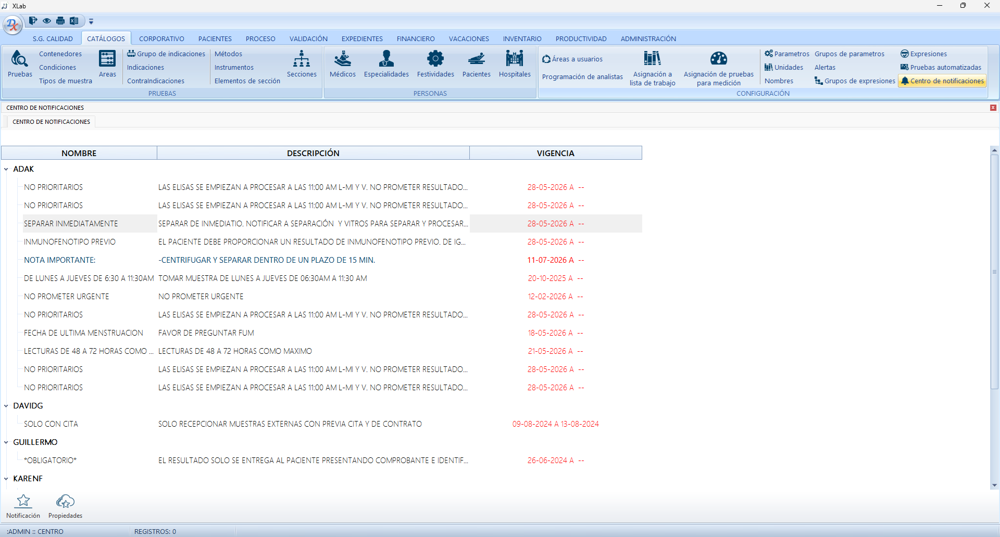 XLab
S.G. CALIDAD CATÁLOGOS CORPORATIVO PACIENTES PROCESO VALIDACIÓN EXPEDIENTES FINANCIERO VACACIONES INVENTARIO PRODUCTIVIDAD ADMINISTRACIÓN
Pruebas
Contenedores
Condiciones
Tipos de muestra
Areas
Grupo de indicaciones
Indicaciones
ContraIndicaciones
Métodos
Instrumentos
Elementos de sección
Secciones
PRUEBAS
Médicos
Especialidades
Festividades
Pacientes
Hospitales
PERSONAS
Áreas a usuarios
Programación de analistas
Asignación a
lista de trabajo
Asignación de pruebas
para medición
Parametros
Unidades
Nombres
Grupos de parametros
Alertas
Grupos de expresiones
Expresiones
Pruebas automatizadas
Centro de notificaciones
CONFIGURACIÓN
CENTRO DE NOTIFICACIONES
CENTRO DE NOTIFICACIONES
NOMBRE DESCRIPCIÓN VIGENCIA
ADAK
NO PRIORITARIOS LAS ELISAS SE EMPIEZAN A PROCESAR A LAS 11:00 AM L-MI Y V. NO PROMETER RESULTADO... 28-05-2026 A --
NO PRIORITARIOS LAS ELISAS SE EMPIEZAN A PROCESAR A LAS 11:00 AM L-MI Y V. NO PROMETER RESULTADO... 28-05-2026 A --
SEPARAR INMEDIATAMENTE SEPARAR DE INMEDIATIO. NOTIFICAR A SEPARACIÓN Y VITROS PARA SEPARAR Y PROCESAR... 28-05-2026 A --
INMUNOFENOTIPO PREVIO EL PACIENTE DEBE PROPORCIONAR UN RESULTADO DE INMUNOFENOTIPO PREVIO. DE IG... 28-05-2026 A --
NOTA IMPORTANTE: -CENTRIFUGAR Y SEPARAR DENTRO DE UN PLAZO DE 15 MIN. 11-07-2026 A --
DE LUNES A JUEVES DE 6:30 A 11:30AM TOMAR MUESTRA DE LUNES A JUEVES DE 06:30AM A 11:30 AM 20-10-2025 A --
NO PROMETER URGENTE NO PROMETER URGENTE 12-02-2026 A --
NO PRIORITARIOS LAS ELISAS SE EMPIEZAN A PROCESAR A LAS 11:00 AM L-MI Y V. NO PROMETER RESULTADO... 28-05-2026 A --
FECHA DE ULTIMA MENSTRUACION FAVOR DE PREGUNTAR FUM 18-05-2026 A --
LECTURAS DE 48 A 72 HORAS COMO ... LECTURAS DE 48 A 72 HORAS COMO MAXIMO 21-05-2026 A --
NO PRIORITARIOS LAS ELISAS SE EMPIEZAN A PROCESAR A LAS 11:00 AM L-MI Y V. NO PROMETER RESULTADO... 28-05-2026 A --
NO PRIORITARIOS LAS ELISAS SE EMPIEZAN A PROCESAR A LAS 11:00 AM L-MI Y V. NO PROMETER RESULTADO... 28-05-2026 A --
DAVIDG
SOLO CON CITA SOLO RECEPCIONAR MUESTRAS EXTERNAS CON PREVIA CITA Y DE CONTRATO 09-08-2024 A 13-08-2024
GUILLERMO
*OBLIGATORIO* EL RESULTADO SOLO SE ENTREGA AL PACIENTE PRESENTANDO COMPROBANTE E IDENTIF... 26-06-2024 A --
KARENF
Notificación Propiedades
:ADMIN :: CENTRO REGISTROS: 0